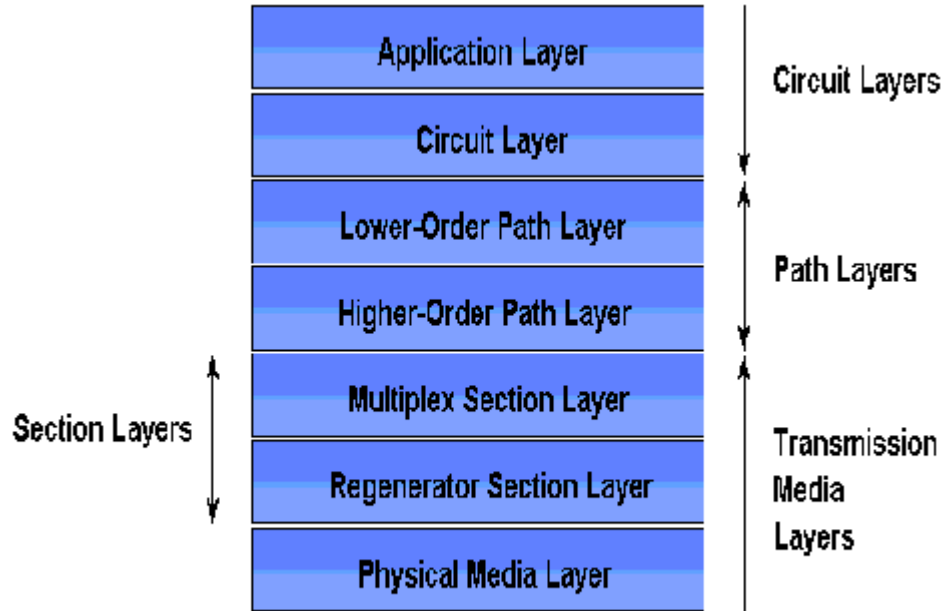 Application Layer
Circuit Layer
Lower-Order Path Layer
Higher-Order Path Layer
Multiplex Section Layer
Regenerator Section Layer
Physical Media Layer
Section Layers
Circuit Layers
Path Layers
Transmission
Media
Layers